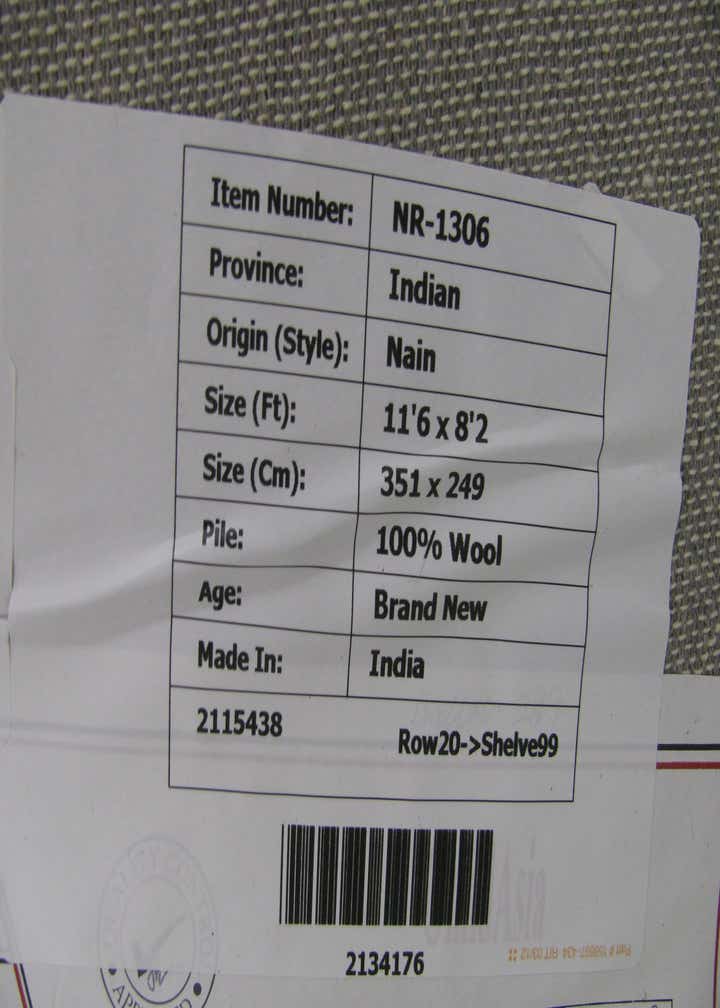 Item Number: NR-1306
Province: Indian
Origin (Style): Nain
Size (Ft): 11'6 x 8'2
Size (Cm): 351 x 249
Pile: 100% Wool
Age: Brand New
Made In: India
2115438 Row20->Shelve99
2134176